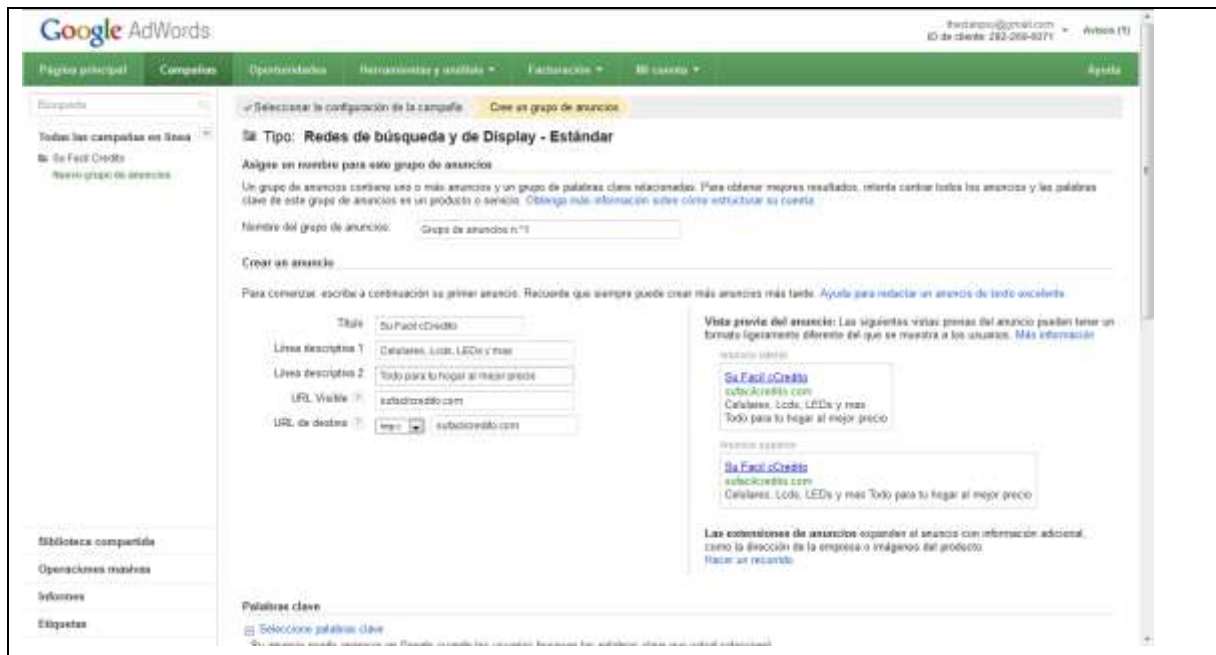 Google AdWords
ID de cliente:
Avisos (1)
Página principal
Campañas
Oportunidades
Herramientas y análisis
Facturación
Mi cuenta
Ayuda
Búsqueda
Todas las campañas en línea
Su Facil Credito
Nuevo grupo de anuncios
Seleccionar la configuración de la campaña
Cree un grupo de anuncios
Tipo: Redes de búsqueda y de Display - Estándar
Asigne un nombre para este grupo de anuncios
Un grupo de anuncios contiene uno o más anuncios y un grupo de palabras clave relacionadas. Para obtener mejores resultados, intente centrar todos los anuncios y las palabras
clave de este grupo de anuncios en un producto o servicio. Obtenga más información sobre cómo estructurar su cuenta.
Nombre del grupo de anuncios: Grupo de anuncios n.°1
Crear un anuncio
Para comenzar, escriba a continuación su primer anuncio. Recuerde que siempre puede crear más anuncios más tarde. Ayuda para redactar un anuncio de texto excelente.
Título Su Facil cCredito
Línea descriptiva 1 Celulares, Lcds, LEDs y mas
Línea descriptiva 2 Todo para tu hogar al mejor precio
URL Visible sufacilcredito.com
URL de destino http:// sufacilcredito.com
Vista previa del anuncio: Las siguientes vistas previas del anuncio pueden tener un
formato ligeramente diferente del que se muestra a los usuarios. Más información
Anuncio lateral
Su Facil cCredito
sufacilcredito.com
Celulares, Lcds, LEDs y mas
Todo para tu hogar al mejor precio
Anuncio superior
Su Facil cCredito
sufacilcredito.com
Celulares, Lcds, LEDs y mas Todo para tu hogar al mejor precio
Las extensiones de anuncios expanden el anuncio con información adicional,
como la dirección de la empresa o imágenes del producto.
Hacer un recorrido
Biblioteca compartida
Operaciones masivas
Informes
Etiquetas
Palabras clave
Seleccione palabras clave